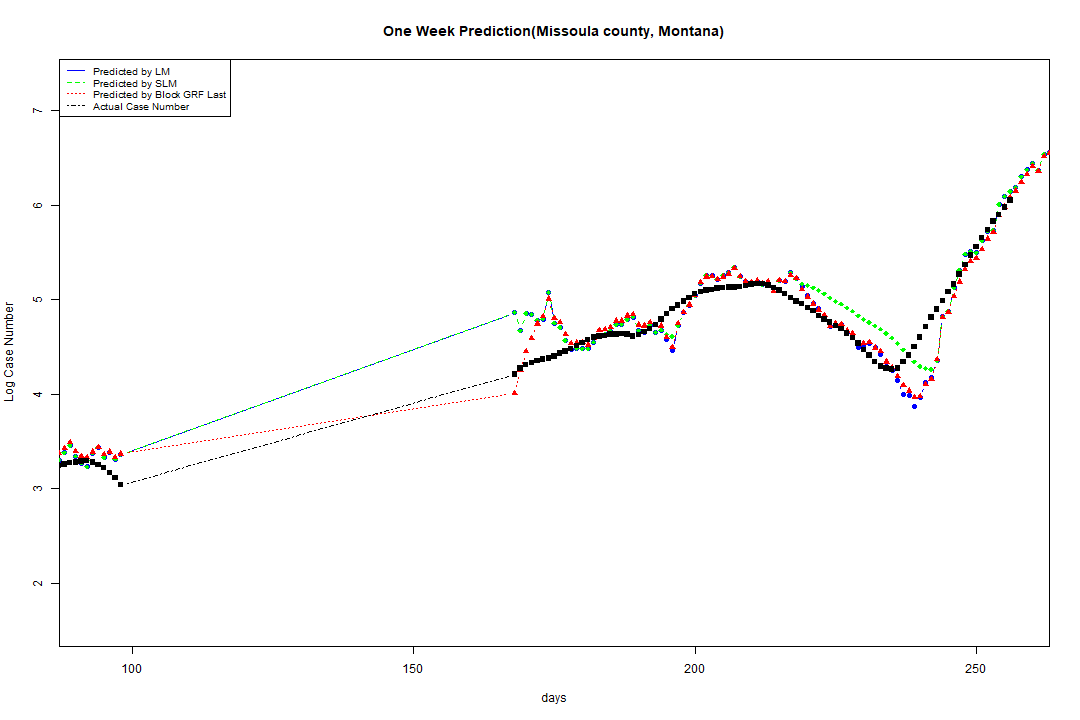 One Week Prediction(Missoula county, Montana)
Predicted by LM
Predicted by SLM
Predicted by Block GRF Last
Actual Case Number
7
6
5
4
3
2
Log Case Number
100
150
200
250
days